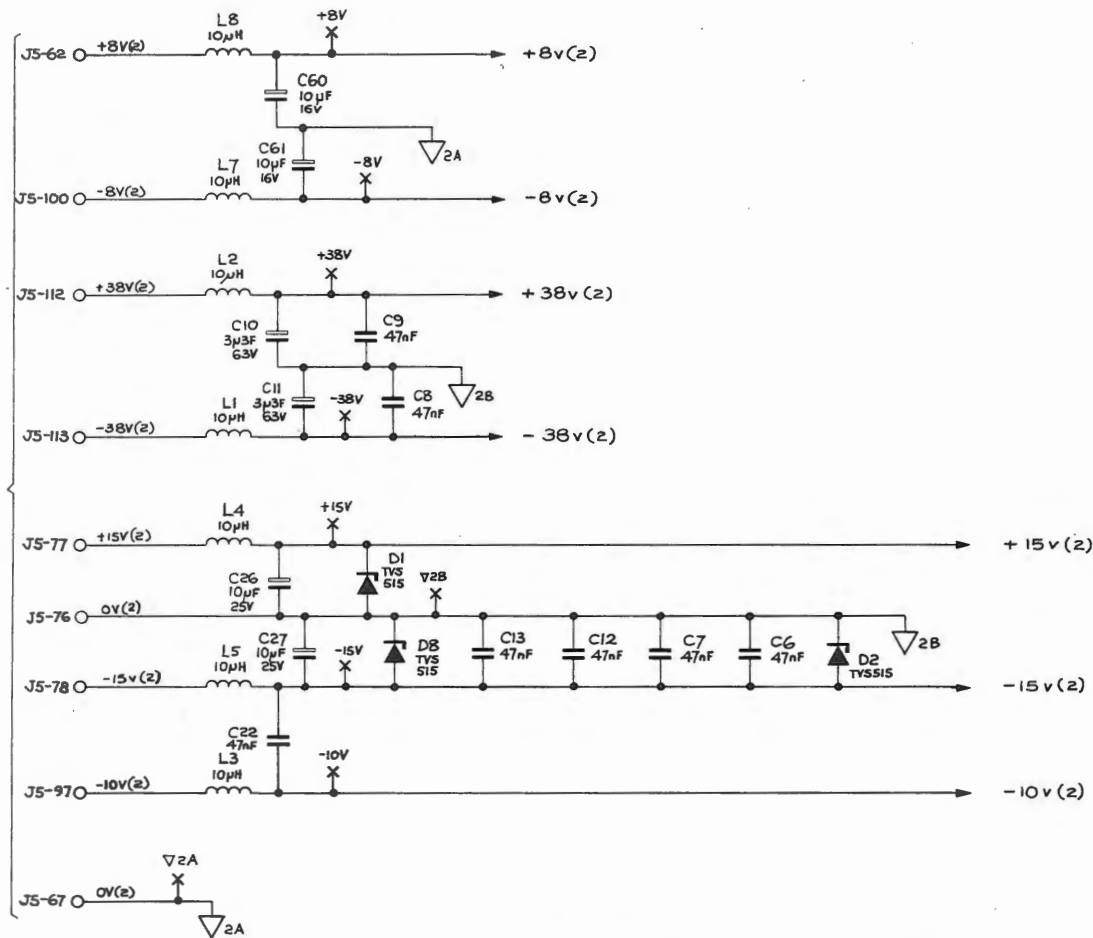 L8
10µH
+8V
J5-62
+8V(2)
+8v(2)
C60
10µF
16V
2A
C61
10µF
16V
-8V
L7
10µH
J5-100
-8V(2)
-8v(2)
L2
10µH
+38V
J5-112
+38V(2)
+38v(2)
C10
3µ3F
63V
C9
47nF
2B
C11
3µ3F
63V
-38V
C8
47nF
L1
10µH
J5-113
-38V(2)
-38v(2)
L4
10µH
+15V
J5-77
+15V(2)
+15v(2)
C26
10µF
25V
D1
TVS
515
▽2B
J5-76
0V(2)
2B
C27
10µF
25V
-15V
D8
TVS
515
C13
47nF
C12
47nF
C7
47nF
C6
47nF
D2
TVS515
L5
10µH
J5-78
-15v(2)
-15v(2)
C22
47nF
L3
10µH
-10V
J5-97
-10V(2)
-10v(2)
▽2A
J5-67
0V(2)
2A